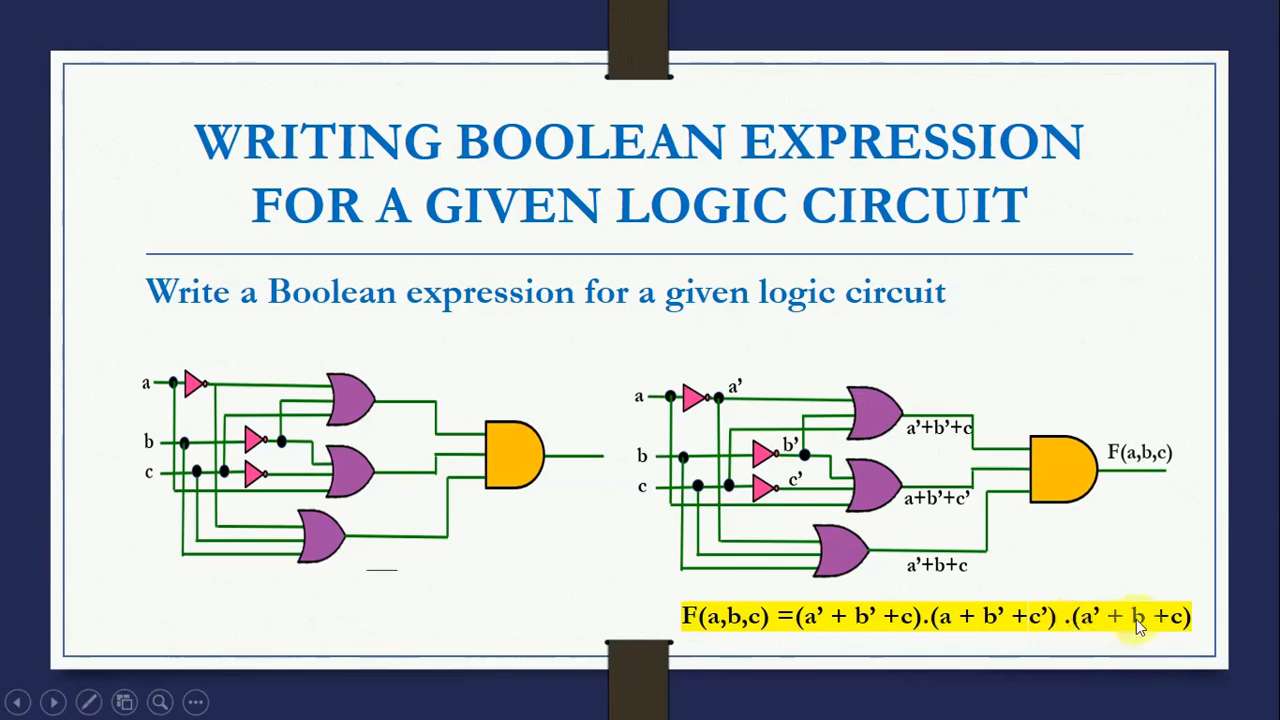 WRITING BOOLEAN EXPRESSION
FOR A GIVEN LOGIC CIRCUIT
Write a Boolean expression for a given logic circuit
a
b
c
a
a’
b
b’
c
c’
a’+b’+c
a+b’+c’
a’+b+c
F(a,b,c)
F(a,b,c) =(a’ + b’ +c).(a + b’ +c’) .(a’ + b +c)